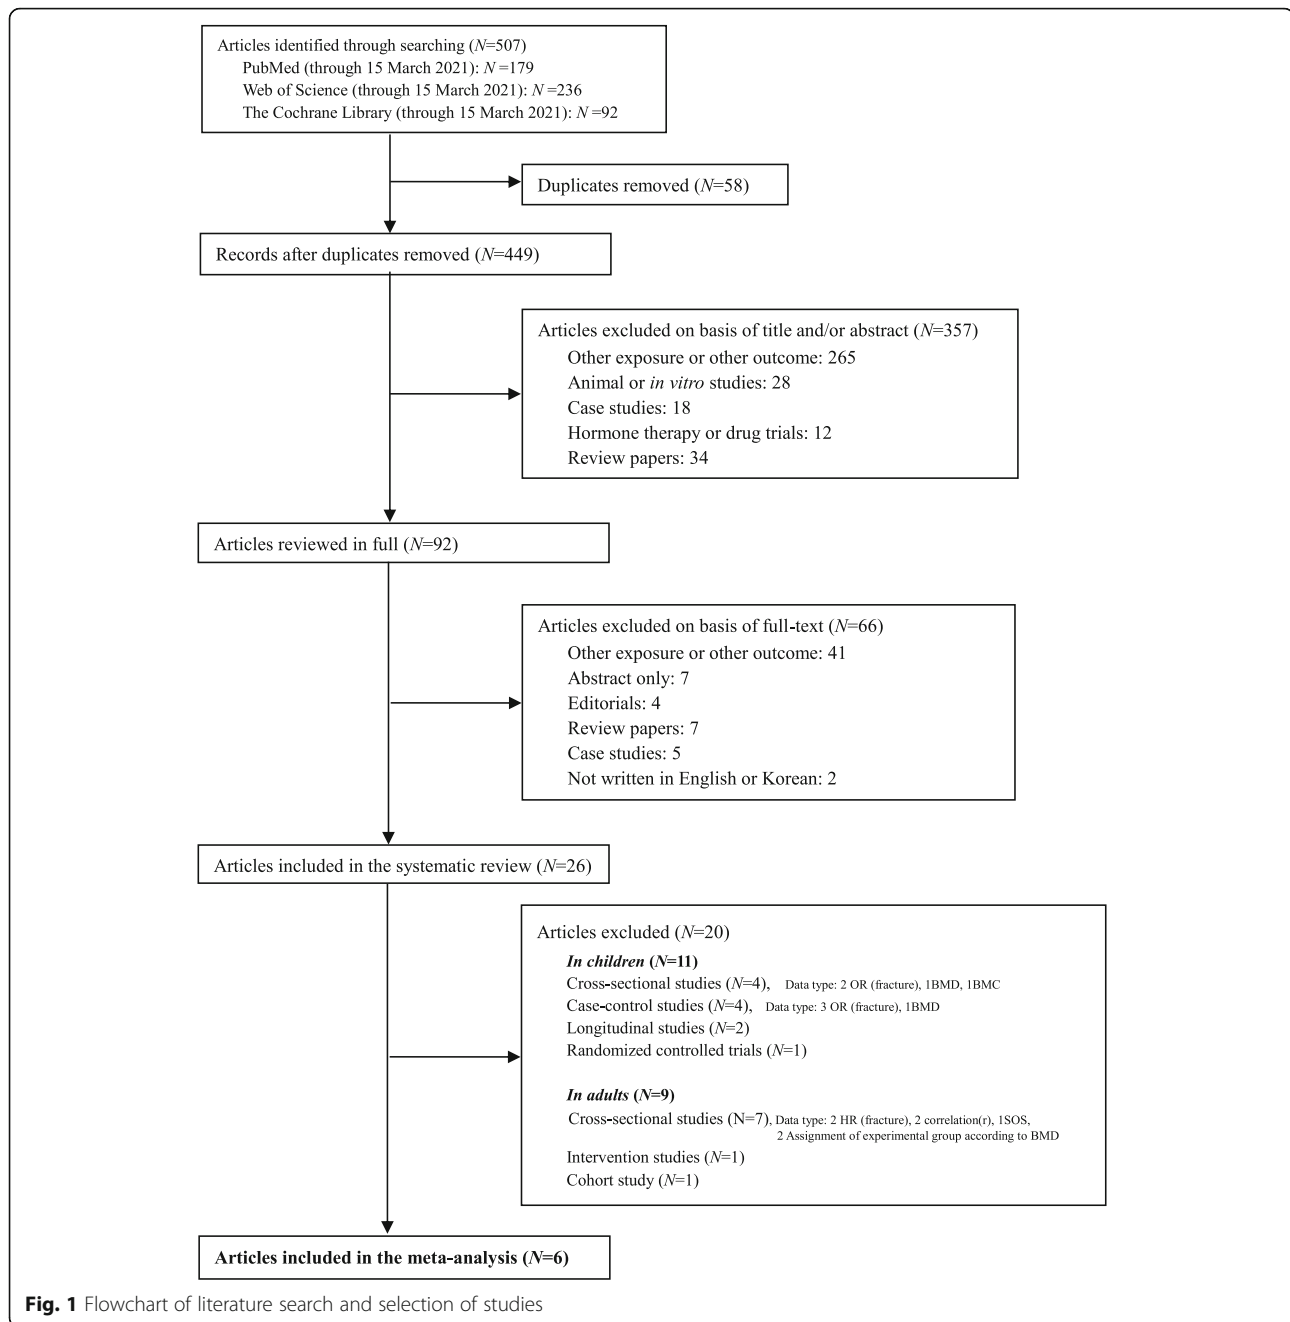 Articles identified through searching (N=507)
PubMed (through 15 March 2021): N =179
Web of Science (through 15 March 2021): N =236
The Cochrane Library (through 15 March 2021): N =92
Duplicates removed (N=58)
Records after duplicates removed (N=449)
Articles excluded on basis of title and/or abstract (N=357)
Other exposure or other outcome: 265
Animal or in vitro studies: 28
Case studies: 18
Hormone therapy or drug trials: 12
Review papers: 34
Articles reviewed in full (N=92)
Articles excluded on basis of full-text (N=66)
Other exposure or other outcome: 41
Abstract only: 7
Editorials: 4
Review papers: 7
Case studies: 5
Not written in English or Korean: 2
Articles included in the systematic review (N=26)
Articles excluded (N=20)
In children (N=11)
Cross-sectional studies (N=4), Data type: 2 OR (fracture), 1BMD, 1BMC
Case-control studies (N=4), Data type: 3 OR (fracture), 1BMD
Longitudinal studies (N=2)
Randomized controlled trials (N=1)
In adults (N=9)
Cross-sectional studies (N=7), Data type: 2 HR (fracture), 2 correlation(r), 1SOS,
2 Assignment of experimental group according to BMD
Intervention studies (N=1)
Cohort study (N=1)
Articles included in the meta-analysis (N=6)
Fig. 1 Flowchart of literature search and selection of studies